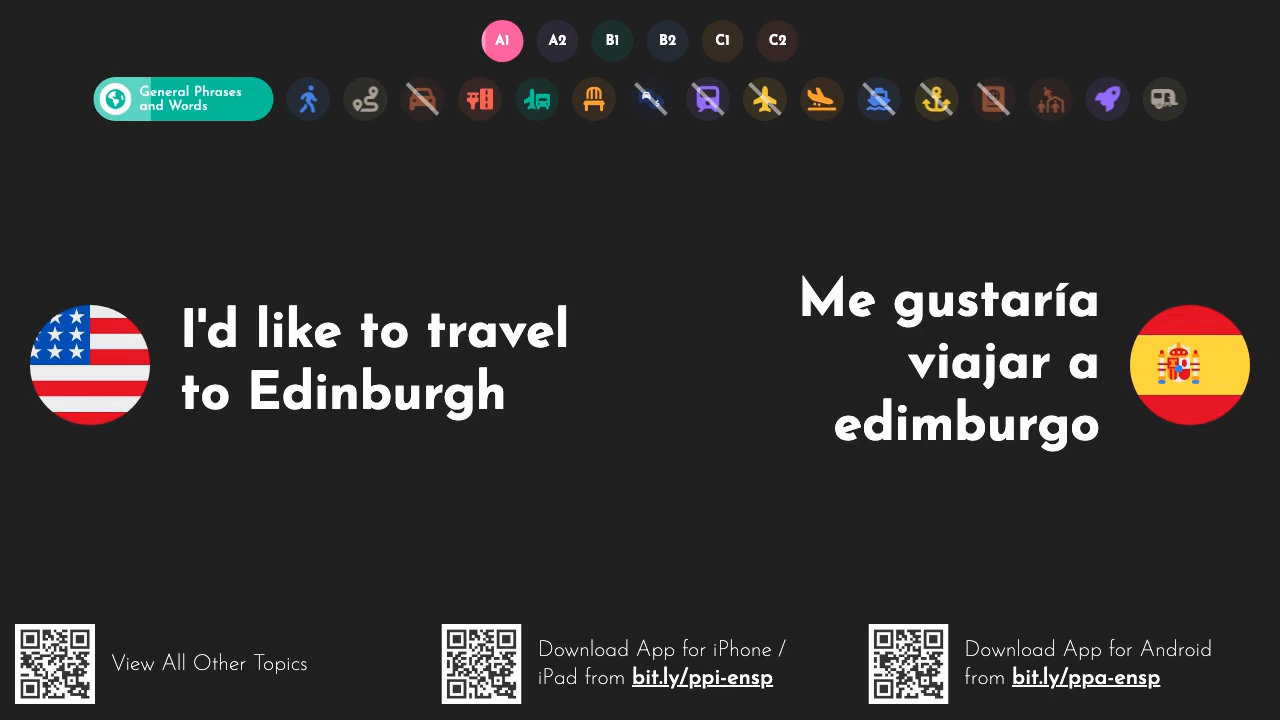 A1 A2 B1 B2 C1 C2
General Phrases
and Words
I'd like to travel
to Edinburgh
Me gustaría
viajar a
edimburgo
View All Other Topics
Download App for iPhone /
iPad from bit.ly/ppi-ensp
Download App for Android
from bit.ly/ppa-ensp